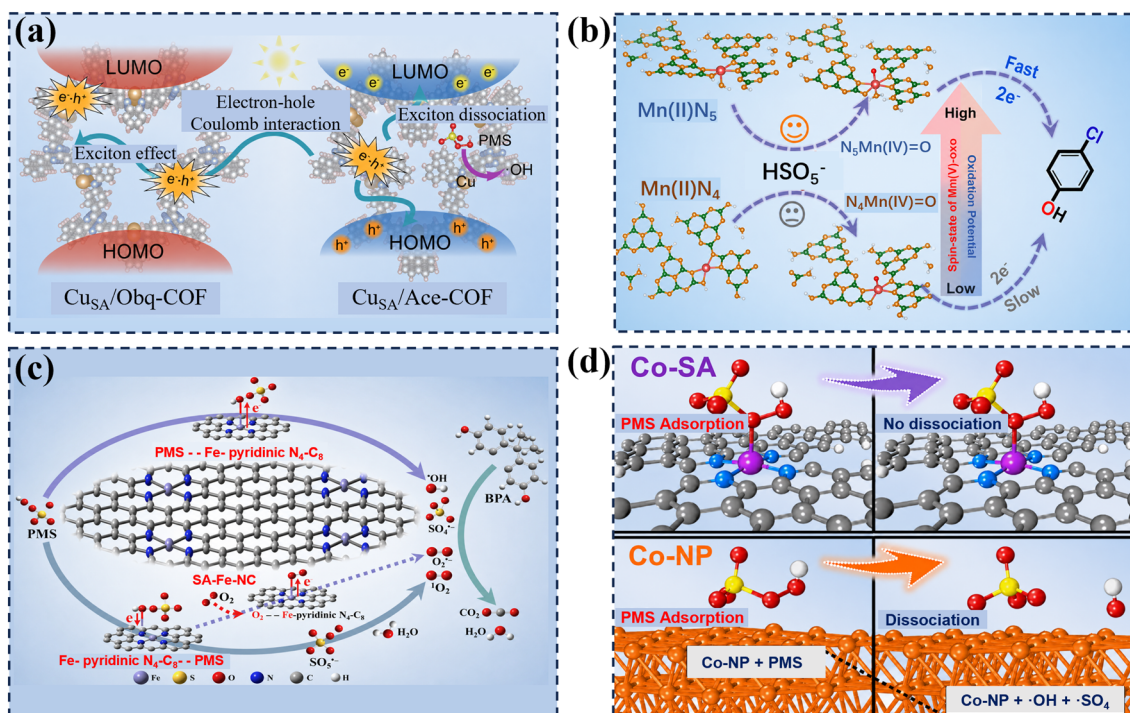 (a)
LUMO
e⁻-h⁺
Electron-hole
Coulomb interaction
Exciton effect
e⁻-h⁺
HOMO
Cu_SA/Obq-COF
e⁻ e⁻ e⁻ e⁻
LUMO
Exciton dissociation
PMS
e⁻-h⁺
·OH
Cu
h⁺ h⁺ h⁺ h⁺
HOMO
Cu_SA/Ace-COF
(b)
Mn(II)N₅
N₅Mn(IV)=O
HSO₅⁻
Mn(II)N₄
N₄Mn(IV)=O
High
Spin-state of Mn(V)-oxo
Oxidation Potential
Low
Fast
2e⁻
Cl
OH
2e⁻
Slow
(c)
e⁻
PMS - - Fe- pyridinic N₄-C₈
PMS
SA-Fe-NC
O₂
e⁻
O₂ - - Fe-pyridinic N₄-C₈
e⁻
Fe- pyridinic N₄-C₈- - PMS
SO₅•⁻
H₂O
•OH
SO₄•⁻
O₂•⁻
¹O₂
BPA
CO₂
H₂O
Fe S O N C H
(d)
Co-SA
PMS Adsorption
No dissociation
Co-NP
PMS Adsorption
Dissociation
Co-NP + PMS
Co-NP + ·OH + ·SO₄